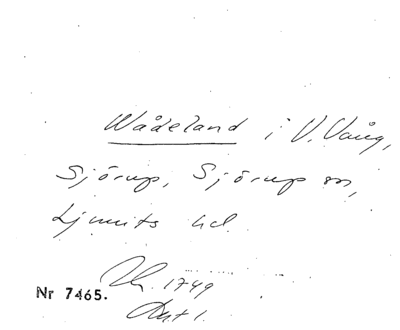 Wådeland i V. Vång,
Sjörup, Sjörup sn,
Ljunits hd.
1749
Nr 7465.
Akt 1.